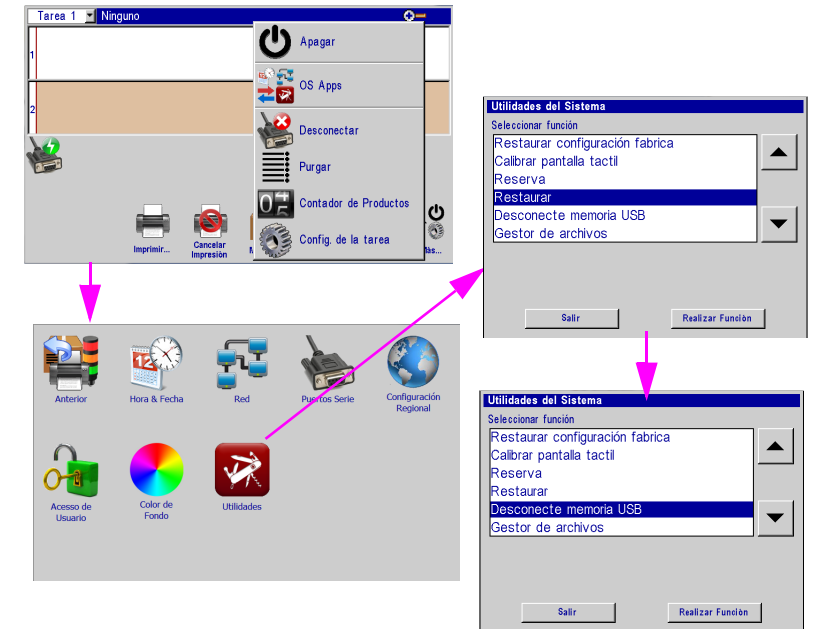 Tarea 1 Ninguno
1
2
Apagar
OS Apps
Desconectar
Purgar
Contador de Productos
Config. de la tarea
Imprimir...
Cancelar
Impresiòn
Utilidades del Sistema
Seleccionar función
Restaurar configuración fabrica
Calibrar pantalla tactil
Reserva
Restaurar
Desconecte memoria USB
Gestor de archivos
Salir
Realizar Funciòn
Anterior
Hora & Fecha
Red
Puertos Serie
Configuración
Regional
Acesso de
Usuario
Color de
Fondo
Utilidades
Utilidades del Sistema
Seleccionar función
Restaurar configuración fabrica
Calibrar pantalla tactil
Reserva
Restaurar
Desconecte memoria USB
Gestor de archivos
Salir
Realizar Funciòn